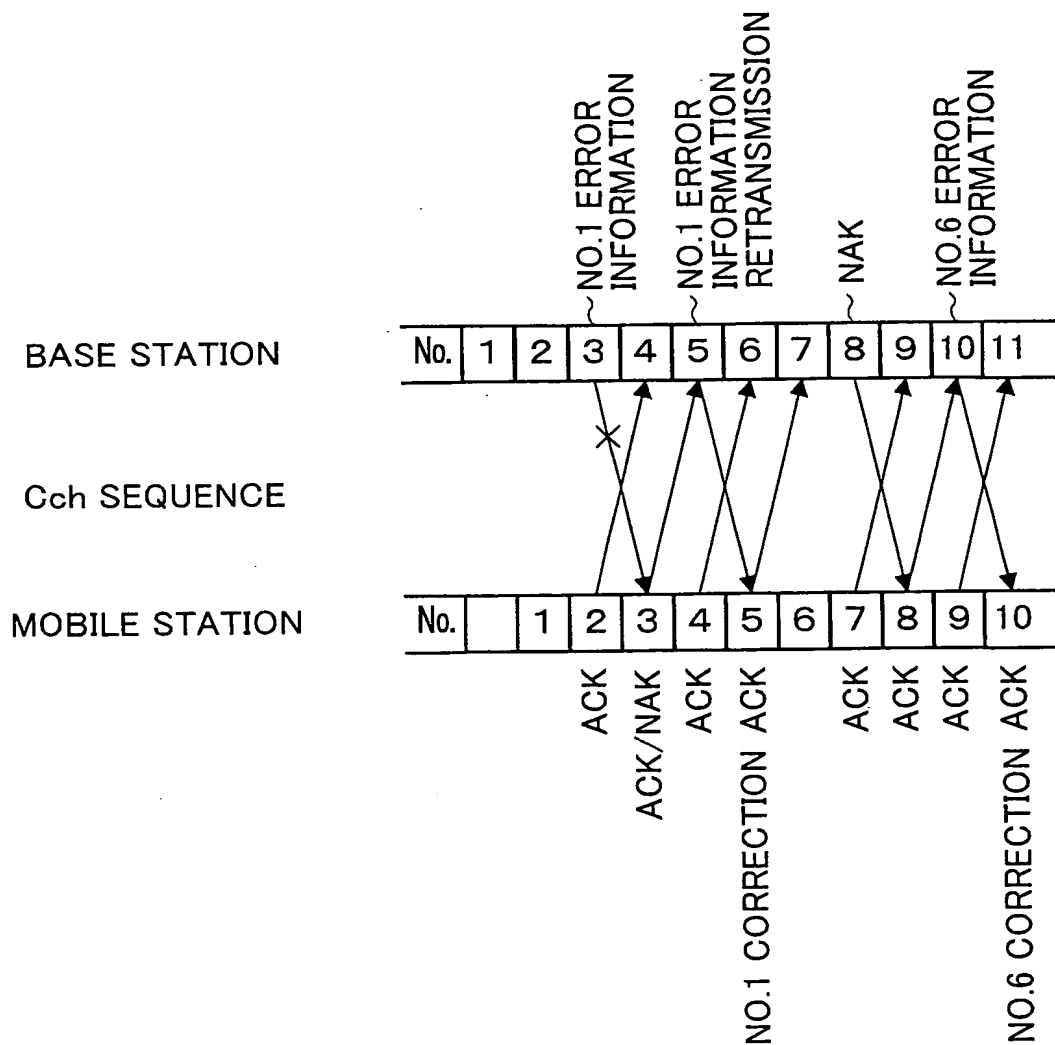 NO.1 ERROR
INFORMATION
NO.1 ERROR
INFORMATION
RETRANSMISSION
NAK
NO.6 ERROR
INFORMATION
BASE STATION
No. 1 2 3 4 5 6 7 8 9 10 11
Cch SEQUENCE
MOBILE STATION
No. 1 2 3 4 5 6 7 8 9 10
ACK
ACK/NAK
ACK
NO.1 CORRECTION ACK
ACK
ACK
ACK
NO.6 CORRECTION ACK